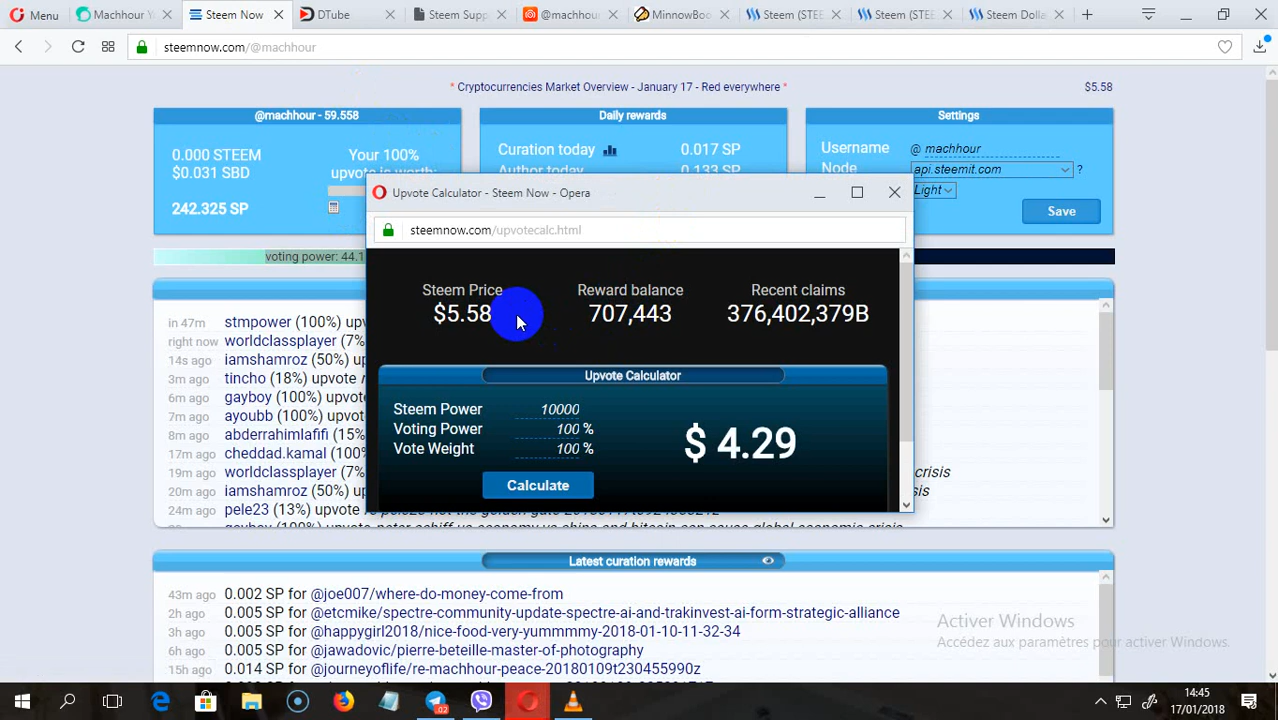 Menu
Machhour Y
Steem Now
DTube
Steem Supp
@machhou
MinnowBoo
Steem (STEE
Steem (STEE
Steem Dolla
steemnow.com/@machhour
* Cryptocurrencies Market Overview - January 17 - Red everywhere *
$5.58
@machhour - 59.558
Daily rewards
Settings
0.000 STEEM
$0.031 SBD
242.325 SP
Your 100%
upvote is worth:
Curation today
0.017 SP
Author today
0.133 SP
Username
@ machhour
Node
api.steemit.com
?
Light
Save
voting power: 44.1
Upvote Calculator - Steem Now - Opera
steemnow.com/upvotecalc.html
Steem Price
Reward balance
Recent claims
$5.58
707,443
376,402,379B
Upvote Calculator
Steem Power 10000
Voting Power 100 %
Vote Weight 100 %
$ 4.29
Calculate
in 47m stmpower (100%) upv
right now worldclassplayer (7%
14s ago iamshamroz (50%)
3m ago tincho (18%) upvote
6m ago gayboy (100%) upvo
7m ago ayoubb (100%) upvo
8m ago abderrahimlafifi (15%
17m ago cheddad.kamal (100%
19m ago worldclassplayer (7% crisis
20m ago iamshamroz (50%) sis
24m ago pele23 (13%) upvote
Latest curation rewards
43m ago 0.002 SP for @joe007/where-do-money-come-from
2h ago 0.005 SP for @etcmike/spectre-community-update-spectre-ai-and-trakinvest-ai-form-strategic-alliance
3h ago 0.005 SP for @happygirl2018/nice-food-very-yummmmy-2018-01-10-11-32-34
6h ago 0.005 SP for @jawadovic/pierre-beteille-master-of-photography
15h ago 0.014 SP for @journeyoflife/re-machhour-peace-20180109t230455990z
Activer Windows
Accédez aux paramètres pour activer Windows.
02
14:45
17/01/2018